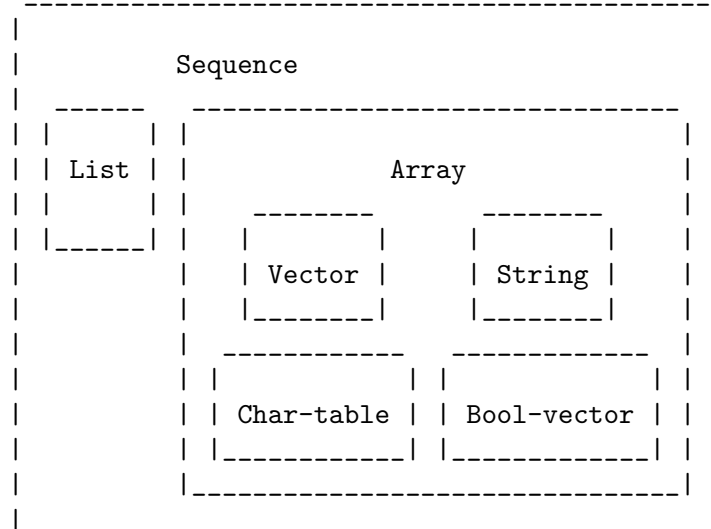 Sequence
List
Array
Vector String
Char-table Bool-vector